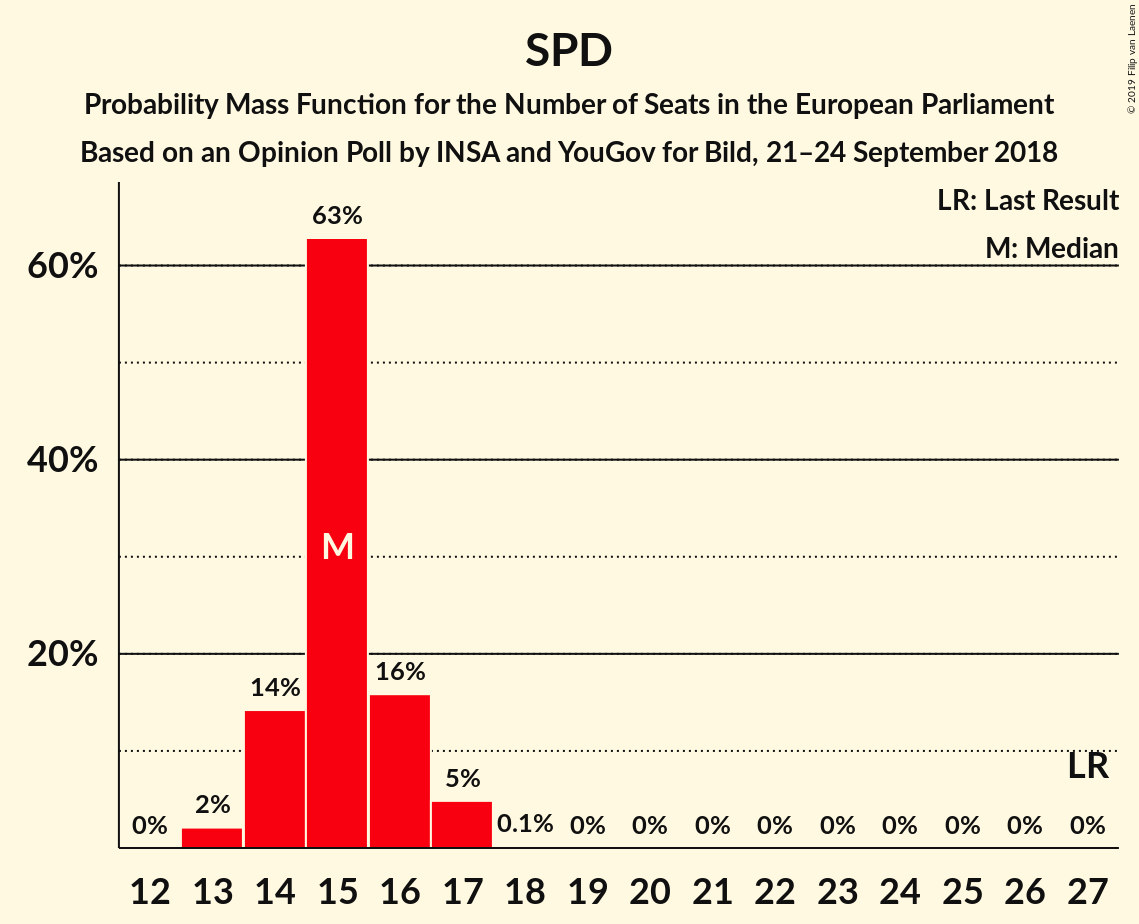 SPD
Probability Mass Function for the Number of Seats in the European Parliament
Based on an Opinion Poll by INSA and YouGov for Bild, 21–24 September 2018
© 2019 Filip van Laenen
LR: Last Result
M: Median
60%
40%
20%
0%
2%
14%
63%
M
16%
5%
0.1%
0%
0%
0%
0%
0%
0%
0%
0%
0%
LR
12 13 14 15 16 17 18 19 20 21 22 23 24 25 26 27